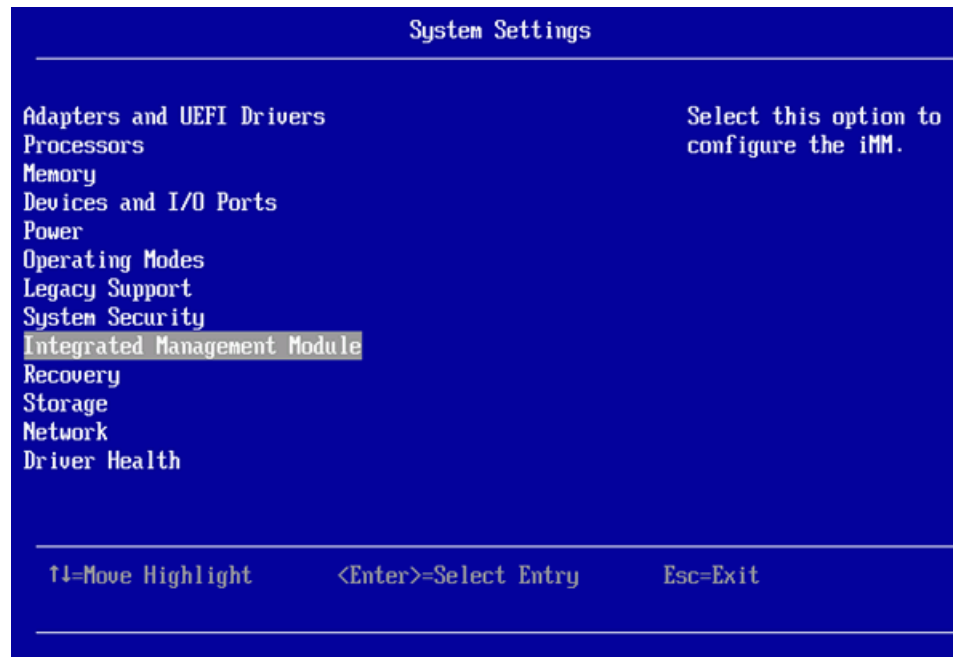 System Settings
Adapters and UEFI Drivers
Processors
Memory
Devices and I/O Ports
Power
Operating Modes
Legacy Support
System Security
Integrated Management Module
Recovery
Storage
Network
Driver Health
Select this option to
configure the iMM.
↑↓=Move Highlight <Enter>=Select Entry Esc=Exit